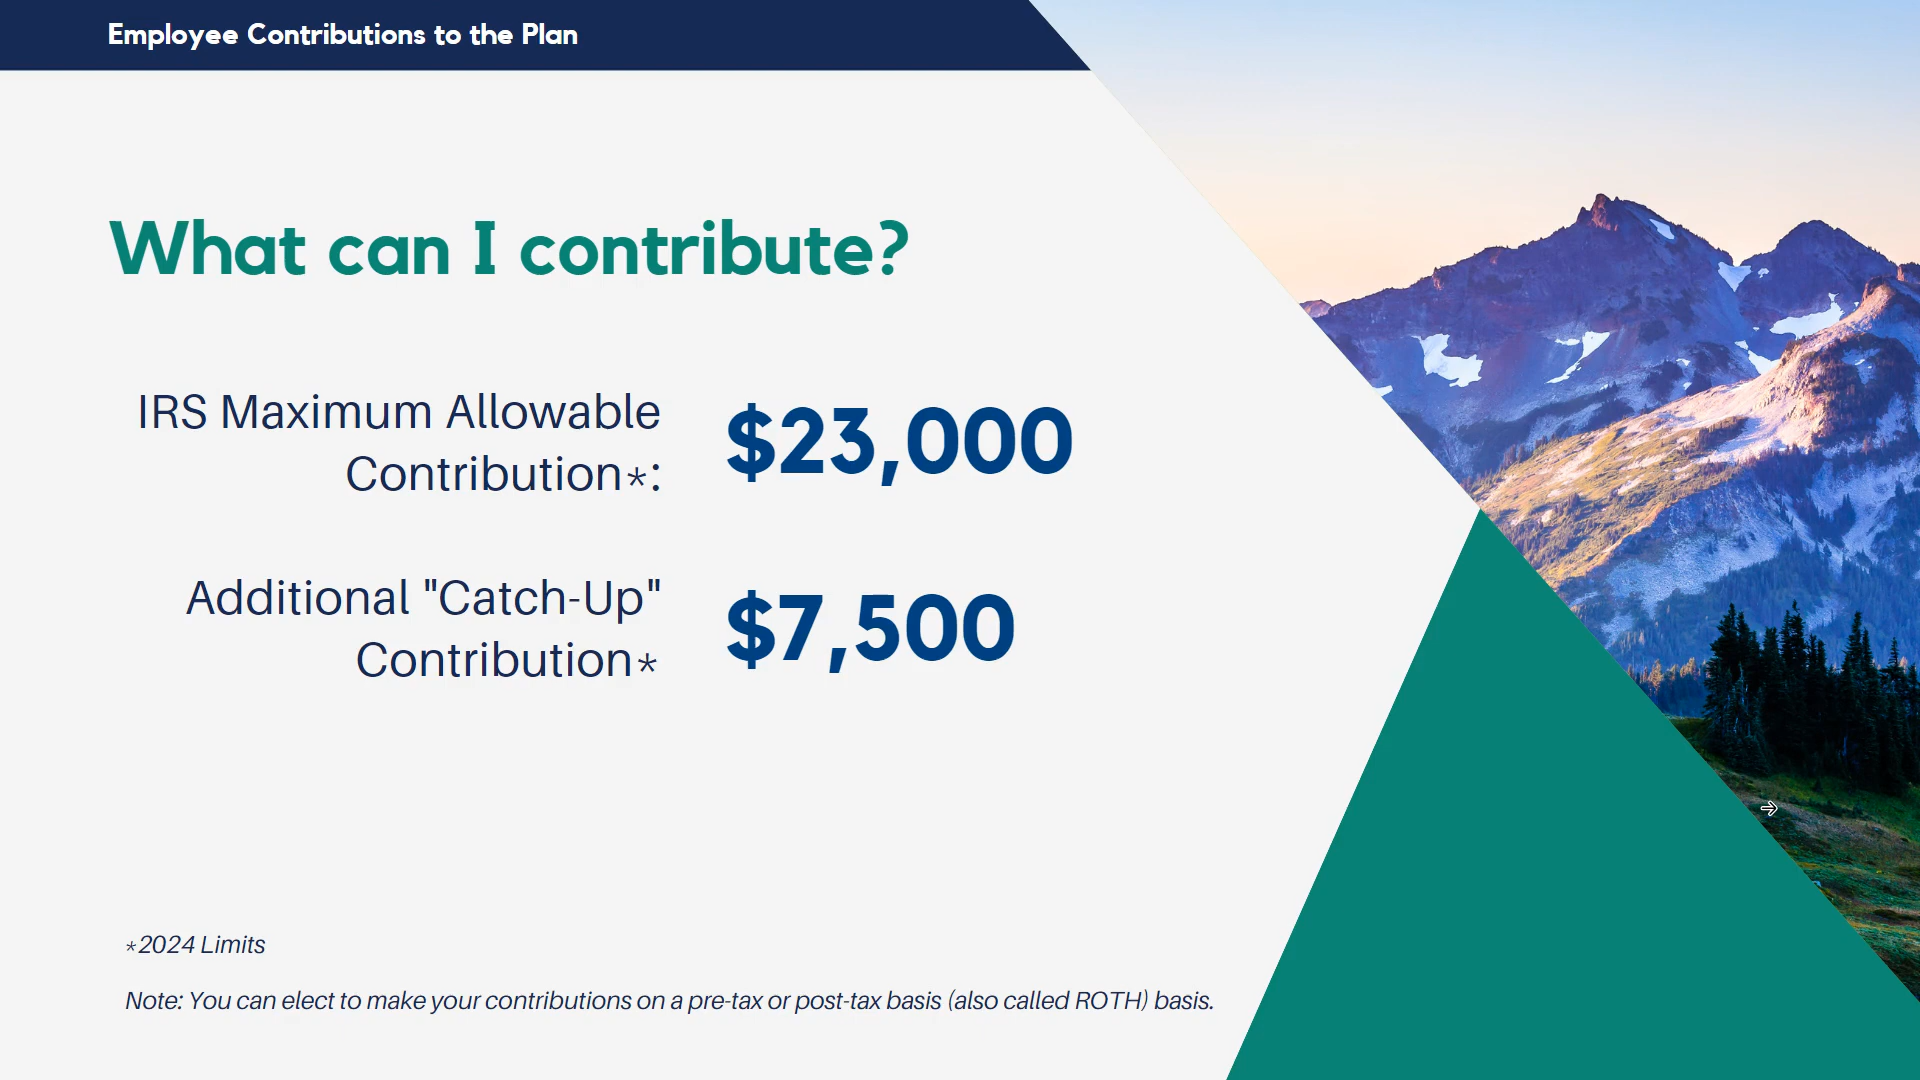 Employee Contributions to the Plan
What can I contribute?
IRS Maximum Allowable
Contribution*:
$23,000
Additional "Catch-Up"
Contribution*
$7,500
*2024 Limits
Note: You can elect to make your contributions on a pre-tax or post-tax basis (also called ROTH) basis.